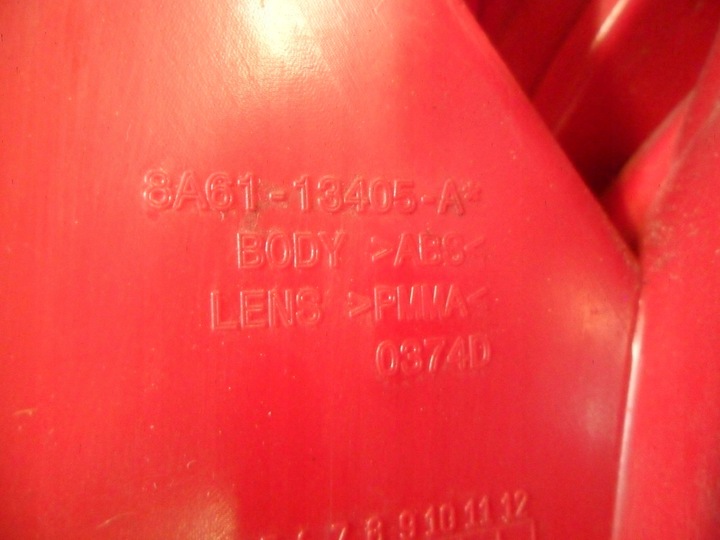 8A61-13405-A*
BODY >ABS<
LENS >PMMA<
0374D
7 8 9 10 11 12